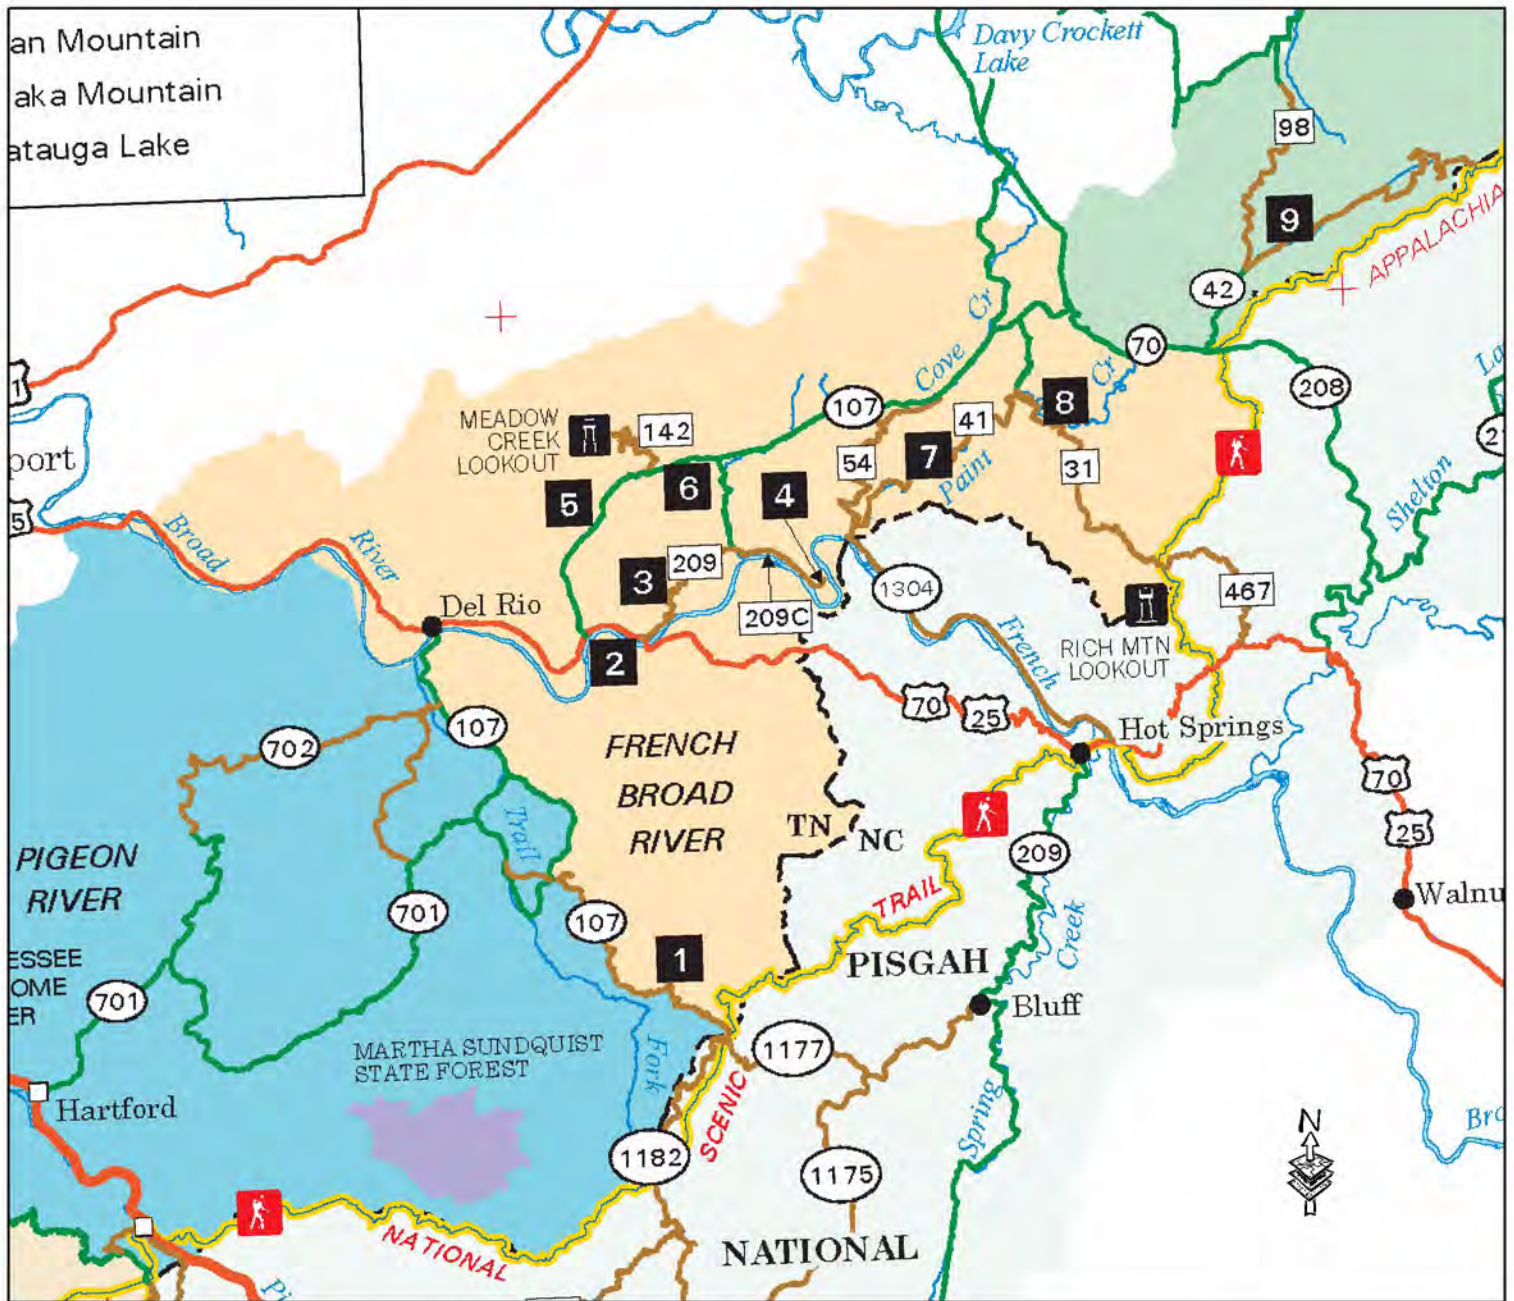 an Mountain
aka Mountain
atauga Lake
Davy Crockett
Lake
98
9
APPALACHIA
42
Cr
70
Cove
Cr
208
107
8
MEADOW
CREEK
LOOKOUT
142
41
54
7
31
Paint
Shelton
port
5
6
4
Broad
River
3
209
209C
1304
467
Del Rio
2
French
RICH MTN
LOOKOUT
70
25
Hot Springs
107
702
FRENCH
BROAD
RIVER
TN
NC
70
25
Trail
PIGEON
RIVER
209
TRAIL
Walnu
701
107
Creek
1
PISGAH
ESSEE
OME
ER
701
Bluff
MARTHA SUNDQUIST
STATE FOREST
Fork
1177
SCENIC
Hartford
Spring
N
1182
1175
NATIONAL
NATIONAL